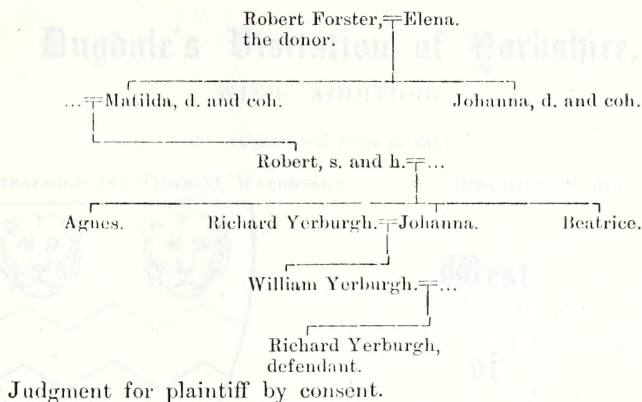 Robert Forster,=Elena.
the donor.
...=Matilda, d. and coh. Johanna, d. and coh.
Robert, s. and h.=...
Agnes. Richard Yerburgh.=Johanna. Beatrice.
William Yerburgh.=...
Richard Yerburgh,
defendant.
Judgment for plaintiff by consent.